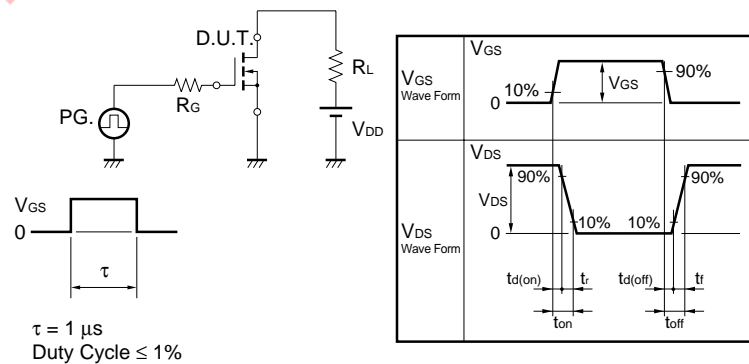 D.U.T.
RL
RG
PG.
VDD
VGS
0
τ
τ = 1 μs
Duty Cycle ≤ 1%
VGS
Wave Form
VGS
10%
0
VGS
90%
VDS
Wave Form
VDS
90%
90%
VDS
10%
10%
0
td(on)
tr
td(off)
tf
ton
toff